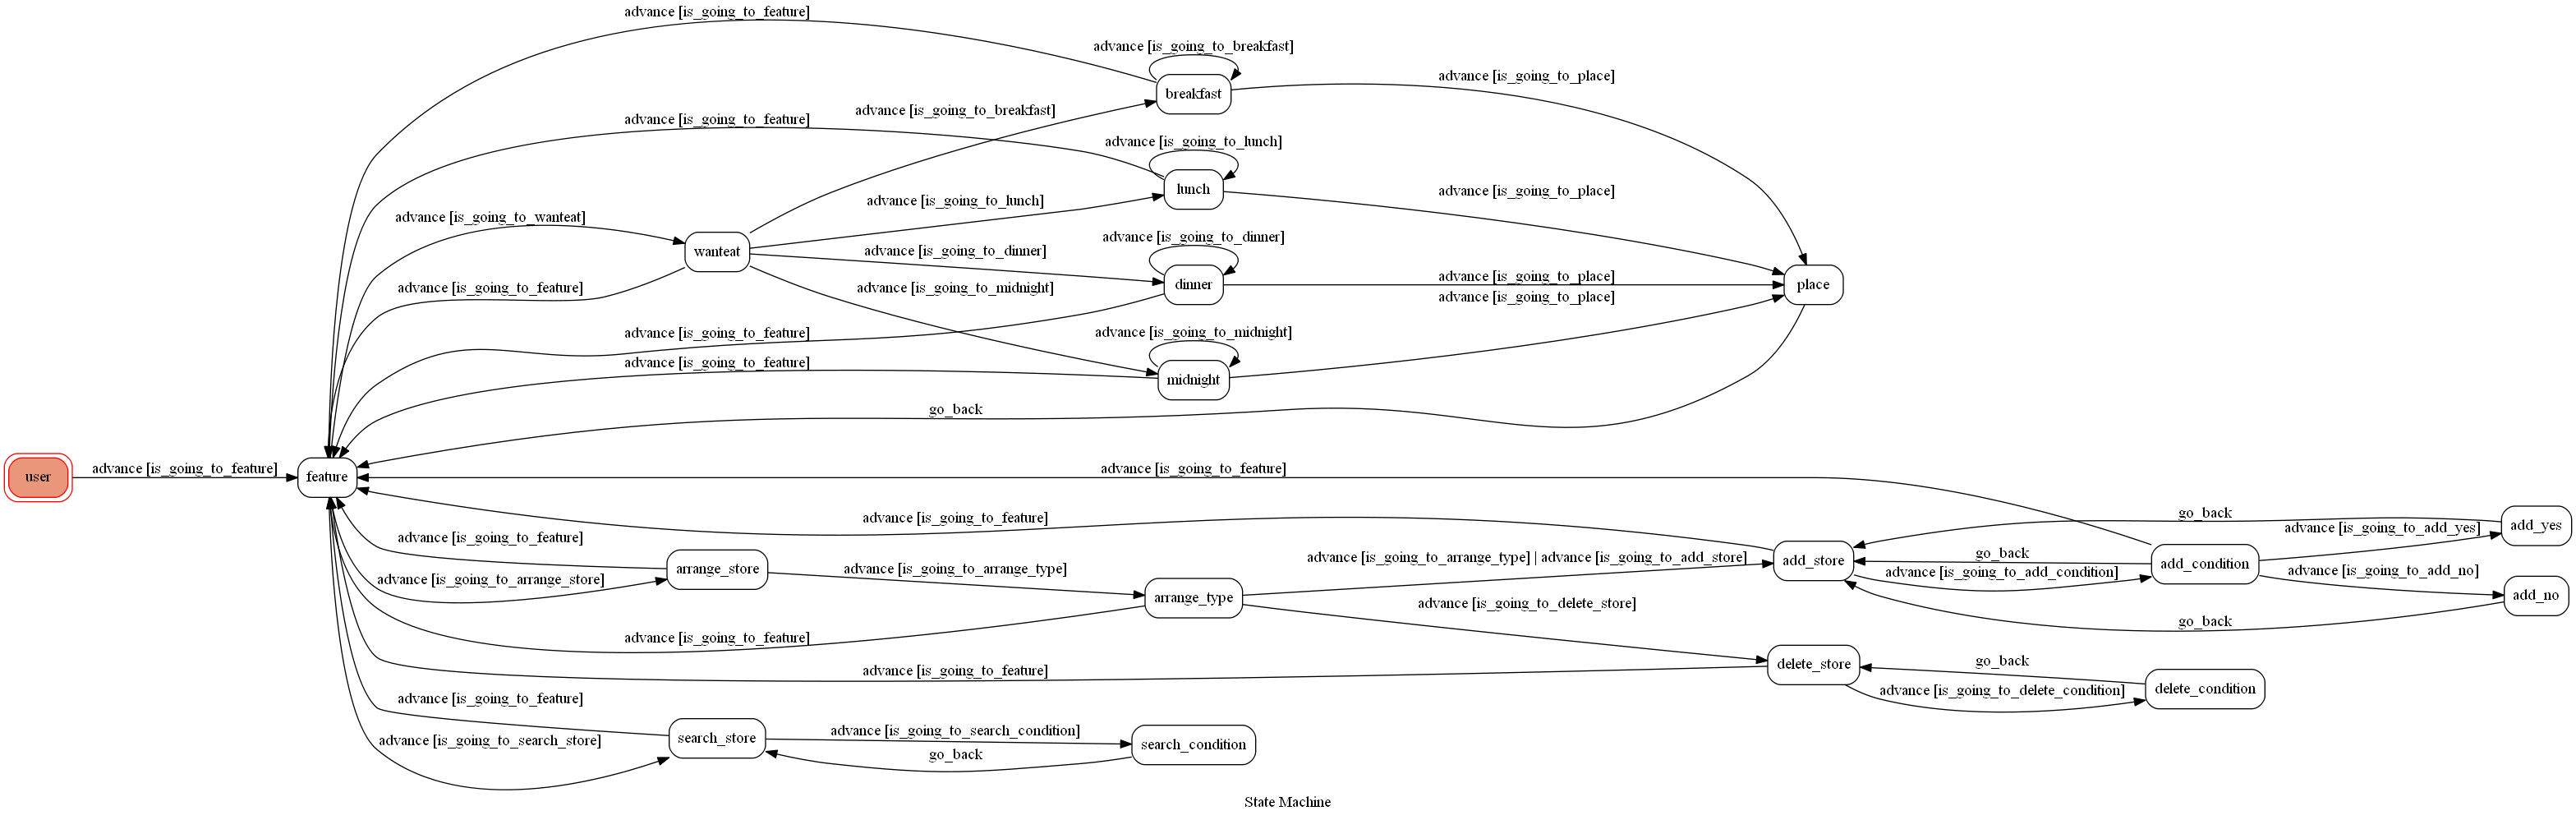 advance [is_going_to_feature]
advance [is_going_to_breakfast]
advance [is_going_to_place]
breakfast
advance [is_going_to_breakfast]
advance [is_going_to_feature]
advance [is_going_to_lunch]
lunch
advance [is_going_to_place]
advance [is_going_to_lunch]
advance [is_going_to_wanteat]
wanteat
advance [is_going_to_dinner]
advance [is_going_to_dinner]
dinner
advance [is_going_to_place]
place
advance [is_going_to_feature]
advance [is_going_to_midnight]
advance [is_going_to_place]
advance [is_going_to_feature]
advance [is_going_to_midnight]
advance [is_going_to_feature]
midnight
go_back
user
advance [is_going_to_feature]
feature
advance [is_going_to_feature]
advance [is_going_to_feature]
go_back
add_yes
advance [is_going_to_add_yes]
advance [is_going_to_feature]
advance [is_going_to_arrange_type] | advance [is_going_to_add_store]
add_store
go_back
add_condition
advance [is_going_to_add_condition]
advance [is_going_to_add_no]
arrange_store
advance [is_going_to_arrange_type]
advance [is_going_to_arrange_store]
arrange_type
advance [is_going_to_delete_store]
add_no
go_back
advance [is_going_to_feature]
advance [is_going_to_feature]
delete_store
go_back
advance [is_going_to_delete_condition]
delete_condition
advance [is_going_to_feature]
advance [is_going_to_search_store]
search_store
advance [is_going_to_search_condition]
search_condition
go_back
State Machine